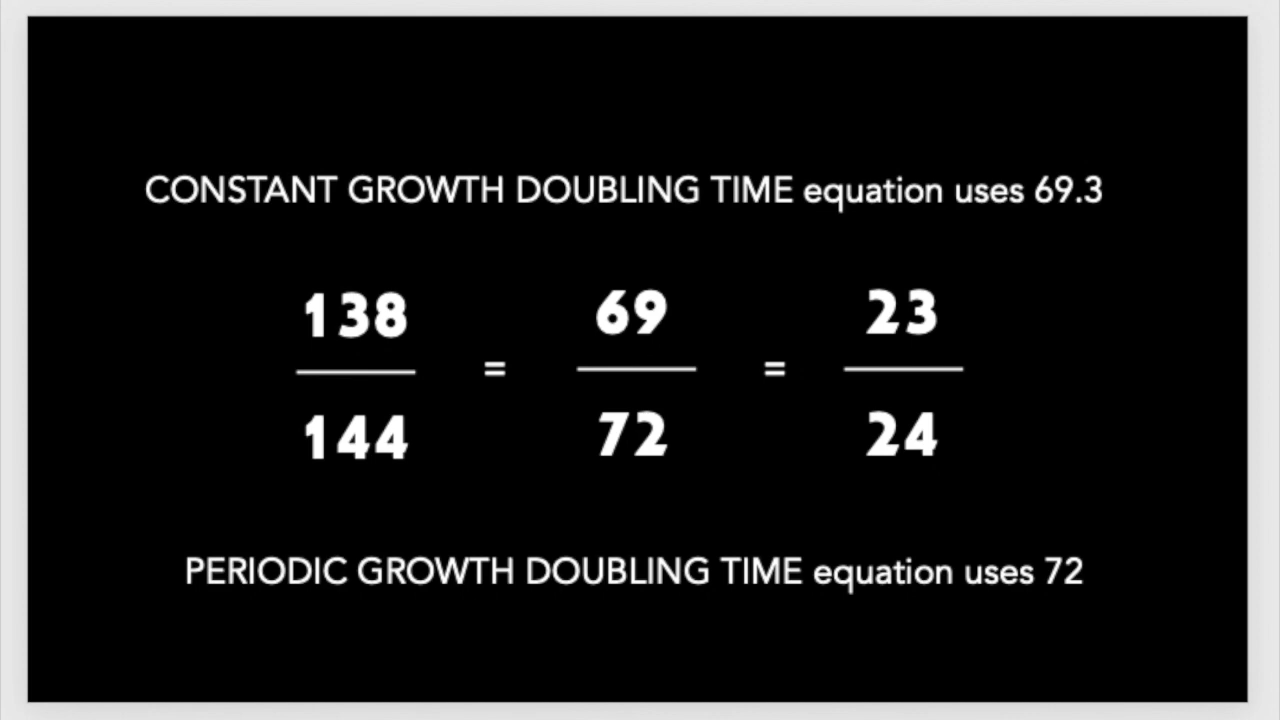 CONSTANT GROWTH DOUBLING TIME equation uses 69.3
138 = 69 = 23
144 72 24
PERIODIC GROWTH DOUBLING TIME equation uses 72